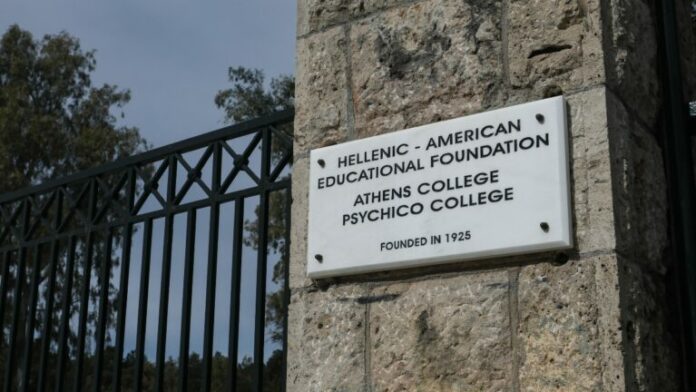 HELLENIC - AMERICAN
EDUCATIONAL FOUNDATION
ATHENS COLLEGE
PSYCHICO COLLEGE
FOUNDED IN 1925